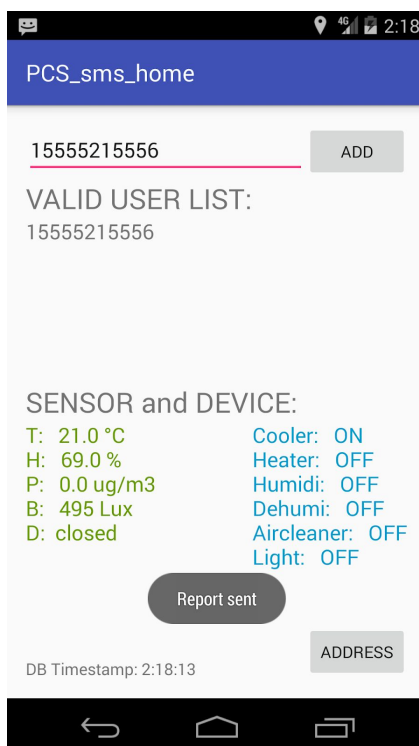 4G 2:18
PCS_sms_home
15555215556 ADD
VALID USER LIST:
15555215556
SENSOR and DEVICE:
T: 21.0 °C Cooler: ON
H: 69.0 % Heater: OFF
P: 0.0 ug/m3 Humidi: OFF
B: 495 Lux Dehumi: OFF
D: closed Aircleaner: OFF
Light: OFF
Report sent
ADDRESS
DB Timestamp: 2:18:13